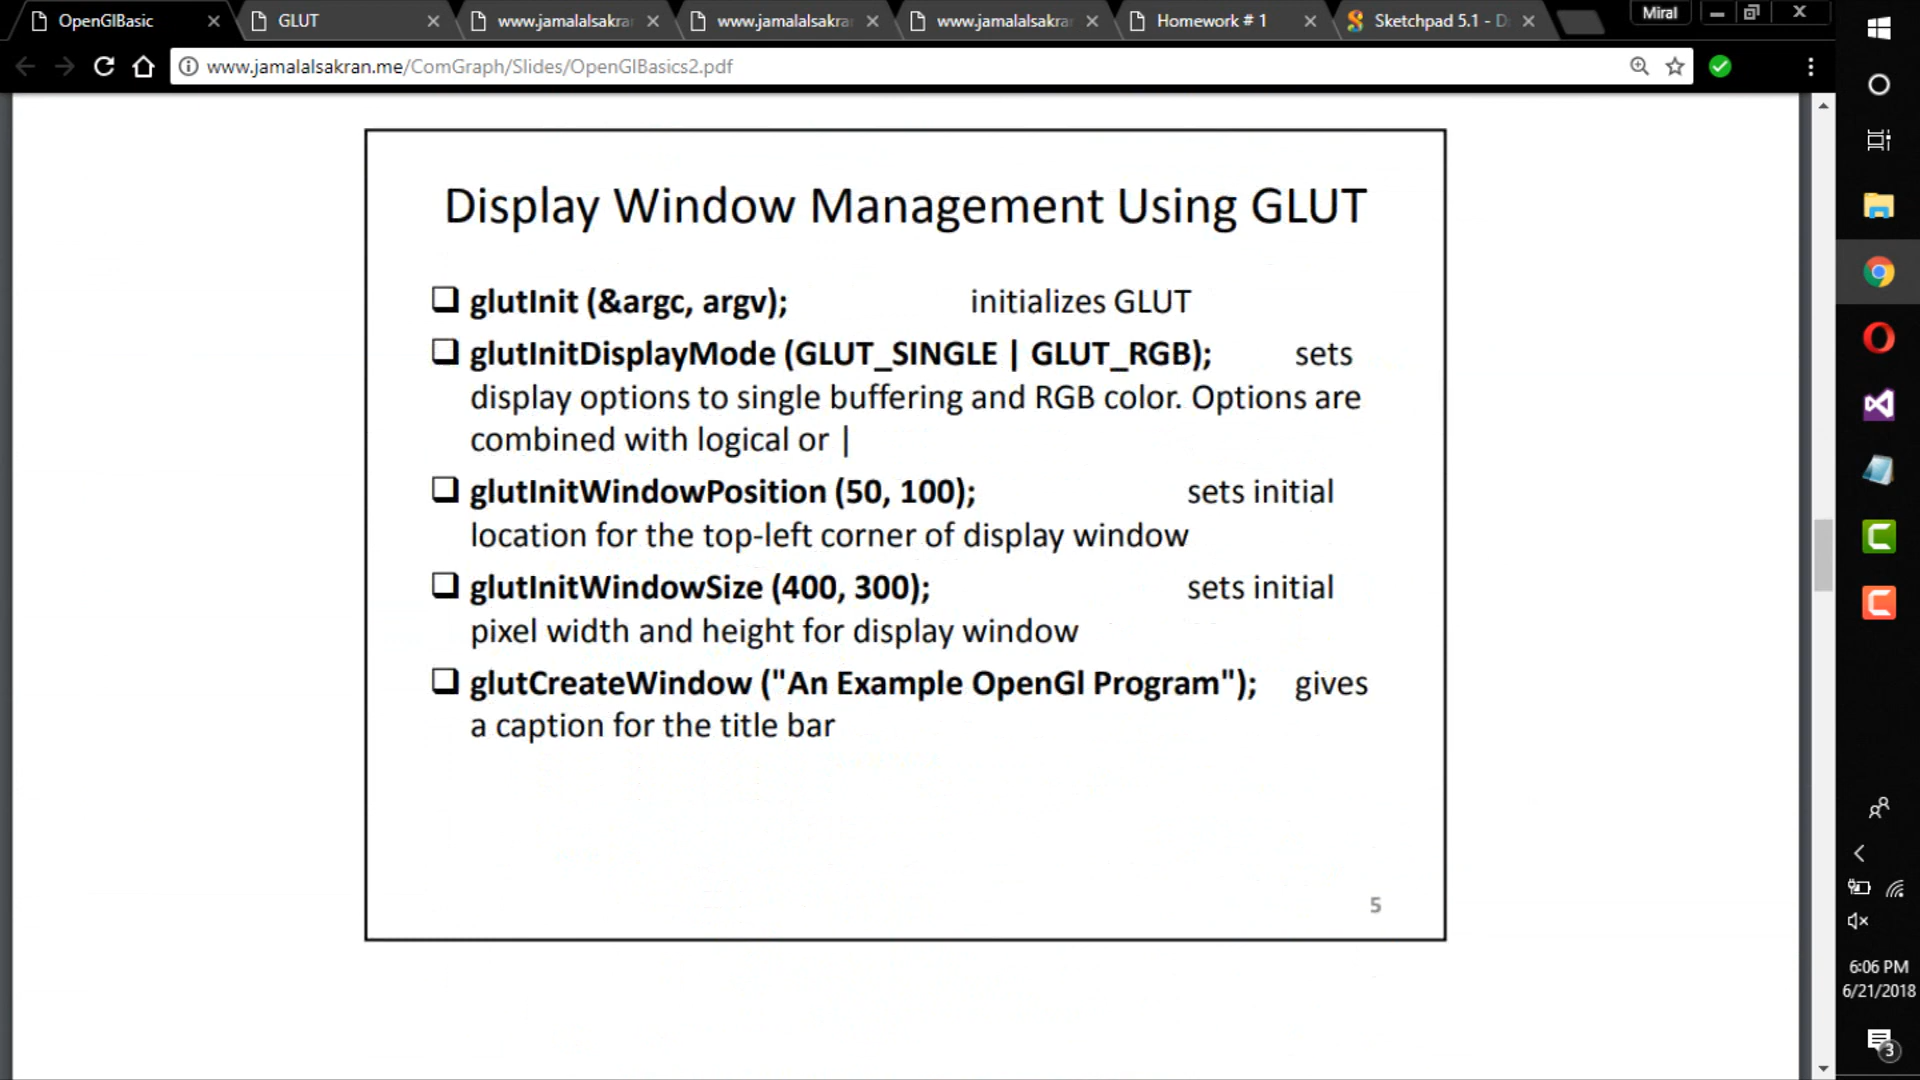 OpenGlBasic
GLUT
www.jamalalsakra
www.jamalalsakra
www.jamalalsakra
Homework # 1
Sketchpad 5.1 - D
Miral
www.jamalalsakran.me/ComGraph/Slides/OpenGlBasics2.pdf
Display Window Management Using GLUT
glutInit (&argc, argv); initializes GLUT
glutInitDisplayMode (GLUT_SINGLE | GLUT_RGB); sets
display options to single buffering and RGB color. Options are
combined with logical or |
glutInitWindowPosition (50, 100); sets initial
location for the top-left corner of display window
glutInitWindowSize (400, 300); sets initial
pixel width and height for display window
glutCreateWindow ("An Example OpenGl Program"); gives
a caption for the title bar
5
6:06 PM
6/21/2018
3